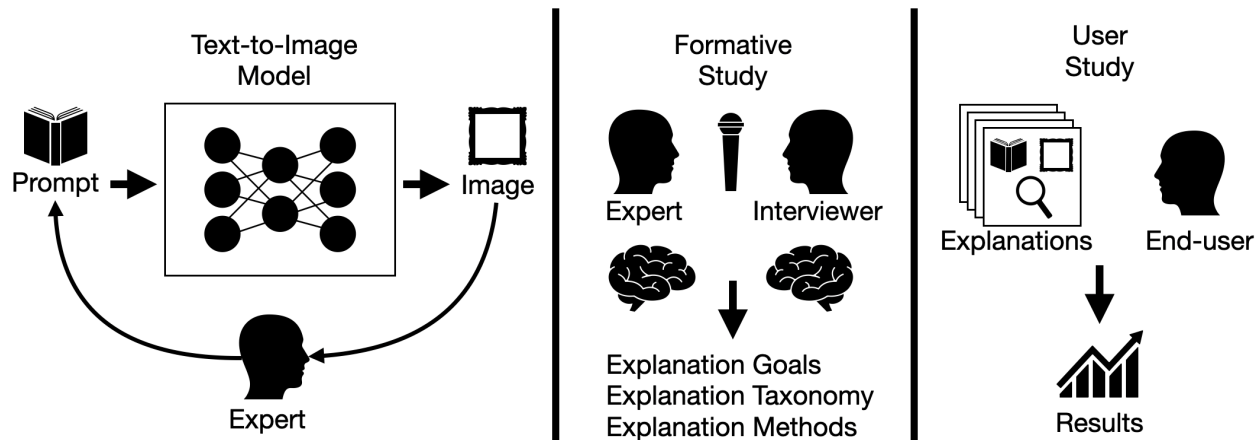 Text-to-Image
Model
Prompt
Image
Expert
Formative
Study
Expert
Interviewer
Explanation Goals
Explanation Taxonomy
Explanation Methods
User
Study
Explanations
End-user
Results